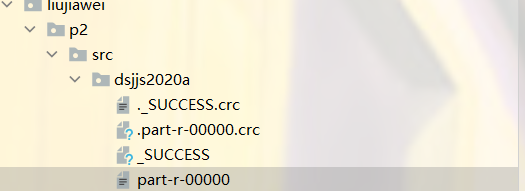 liujiawei
p2
src
dsjjs2020a
._SUCCESS.crc
.part-r-00000.crc
_SUCCESS
part-r-00000